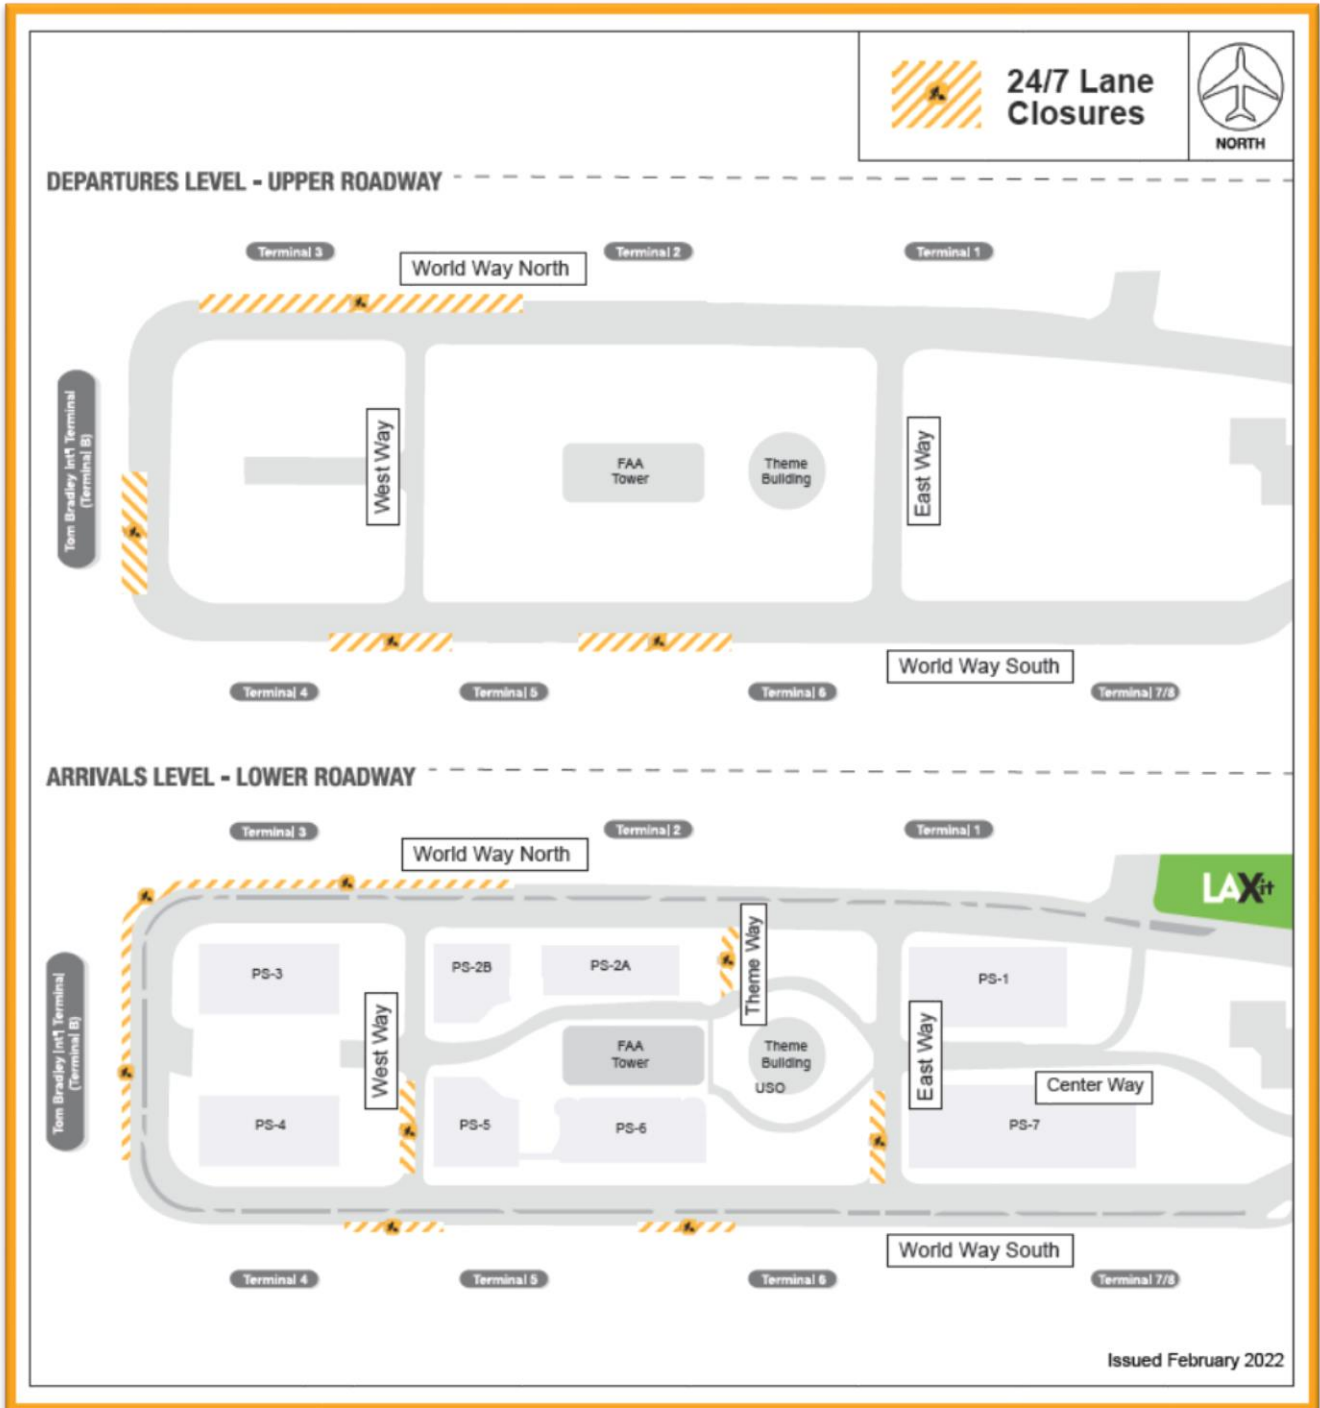 24/7 Lane
Closures
NORTH
DEPARTURES LEVEL - UPPER ROADWAY
Terminal 3
World Way North
Terminal 2
Terminal 1
Tom Bradley Int'l Terminal
(Terminal B)
West Way
FAA
Tower
Theme
Building
East Way
World Way South
Terminal 4
Terminal 5
Terminal 6
Terminal 7/8
ARRIVALS LEVEL - LOWER ROADWAY
Terminal 3
World Way North
Terminal 2
Terminal 1
LAXit
Tom Bradley Int'l Terminal
(Terminal B)
PS-3
PS-2B
PS-2A
Theme Way
PS-1
West Way
FAA
Tower
Theme
Building
USO
East Way
Center Way
PS-4
PS-5
PS-6
PS-7
World Way South
Terminal 4
Terminal 5
Terminal 6
Terminal 7/8
Issued February 2022